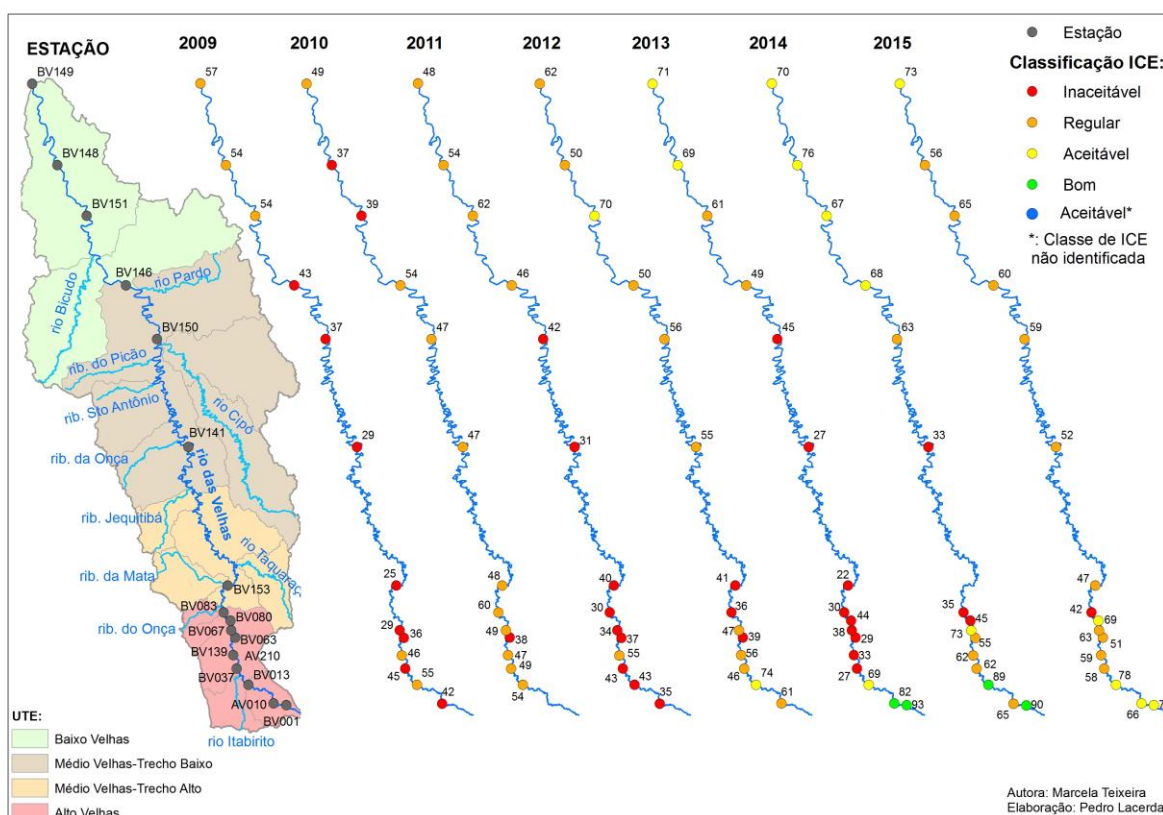 ESTAÇÃO 2009 2010 2011 2012 2013 2014 2015
Estação
Classificação ICE:
Inaceitável
Regular
Aceitável
Bom
Aceitável*
*: Classe de ICE
não identificada
BV149 57 49 48 62 71 70 73
BV148 54 37 54 50 69 76 56
BV151 54 39 62 70 61 67 65
BV146 43 54 46 50 49 68 60
rio Pardo
rio Bicudo
BV150 37 47 42 56 45 63 59
rib. do Picão
rib. Sto Antônio
rio Cipó
BV141 29 47 31 55 27 33 52
rib. da Onça
rio das Velhas
rib. Jequitibá
rio Taquaraç
rib. da Mata
BV153 25 48 40 41 22 35 47
BV083 60 30 36 30 45 42
BV080 44 69
rib. do Onça
BV067 29 49 34 47 38 73 63
BV063 36 38 37 39 29 55 51
BV139 46 47 55 56 33 62 59
AV210
BV037 45 49 43 46 27 62 58
BV013 55 54 43 74 69 89 78
AV010 42 35 61 82 65 66
BV001 93 90 7
rio Itabirito
UTE:
Baixo Velhas
Médio Velhas-Trecho Baixo
Médio Velhas-Trecho Alto
Alto Velhas
Autora: Marcela Teixeira
Elaboração: Pedro Lacerda